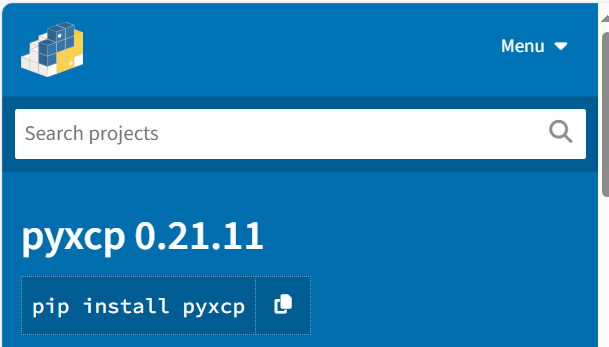 Menu
Search projects
pyxcp 0.21.11
pip install pyxcp